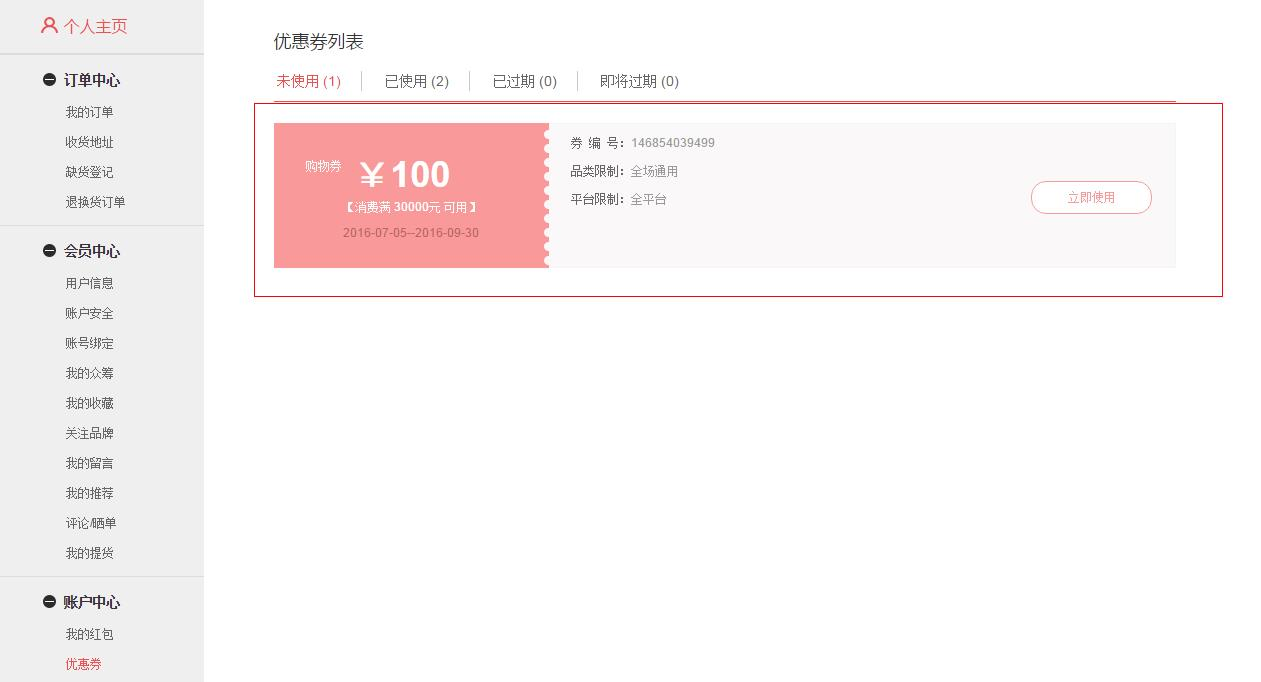 个人主页
订单中心
我的订单
收货地址
缺货登记
退换货订单
会员中心
用户信息
账户安全
账号绑定
我的众筹
我的收藏
关注品牌
我的留言
我的推荐
评论/晒单
我的提货
账户中心
我的红包
优惠券
优惠券列表
未使用 (1) 已使用 (2) 已过期 (0) 即将过期 (0)
购物券 ￥100
【消费满 30000元 可用 】
2016-07-05--2016-09-30
券 编 号：146854039499
品类限制：全场通用
平台限制：全平台
立即使用